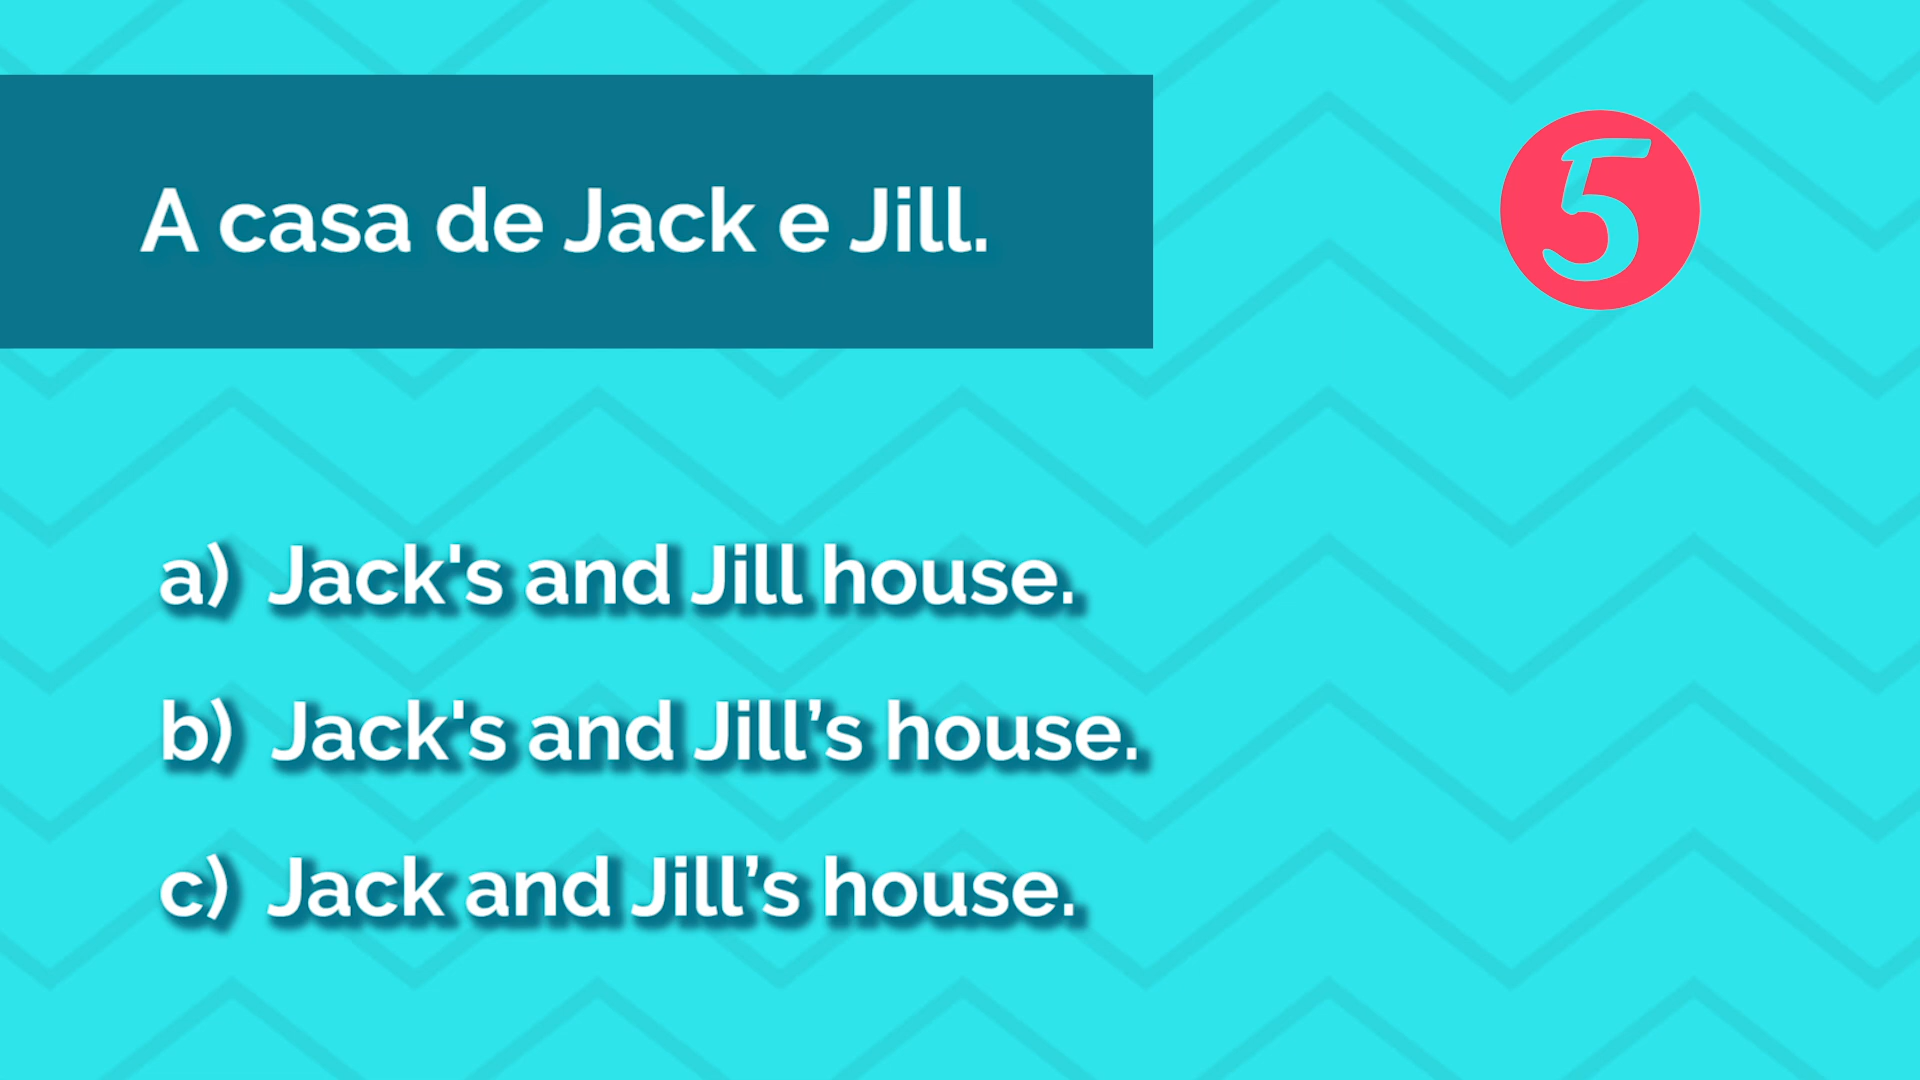 A casa de Jack e Jill.
5
a) Jack's and Jill house.
b) Jack's and Jill’s house.
c) Jack and Jill’s house.